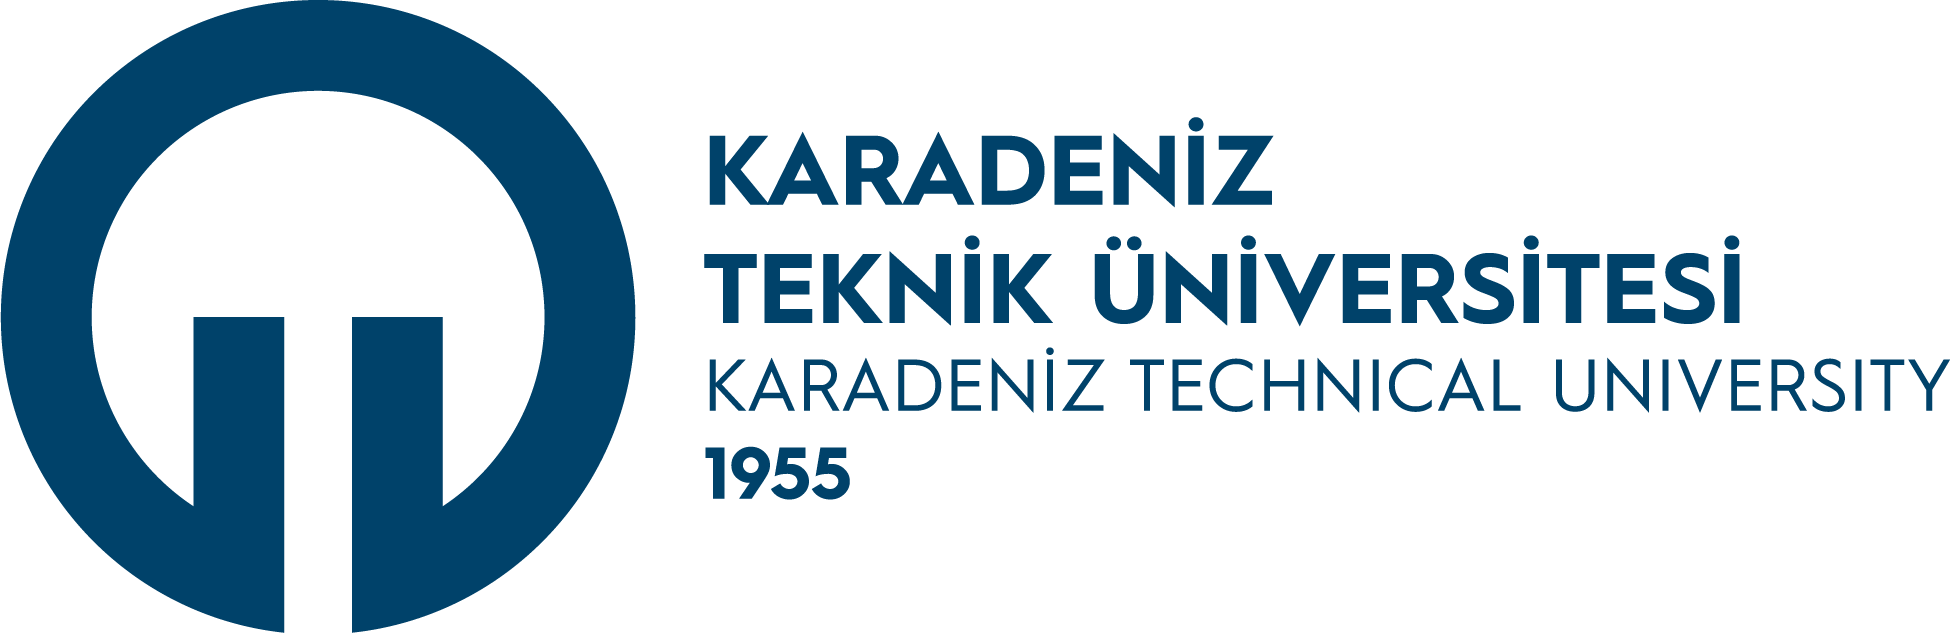 KARADENİZ
TEKNİK ÜNİVERSİTESİ
KARADENİZ TECHNICAL UNIVERSITY
1955